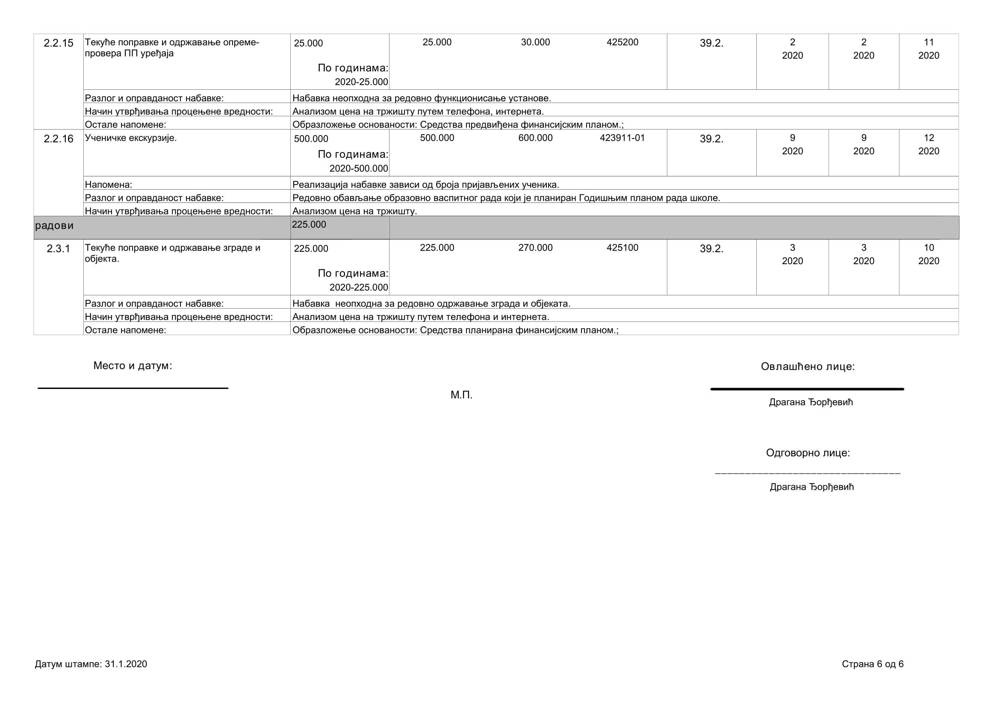 2.2.15 Текуће поправке и одржавање опреме- 25.000 25.000 30.000 425200 39.2. 2 2 11
провера ПП уређаја 2020 2020 2020
По годинама:
2020-25.000
Разлог и оправданост набавке: Набавка неопходна за редовно функционисање установе.
Начин утврђивања процењене вредности: Анализом цена на тржишту путем телефона, интернета.
Остале напомене: Образложење основаности: Средства предвиђена финансијским планом.;
2.2.16 Ученичке екскурзије. 500.000 500.000 600.000 423911-01 39.2. 9 9 12
2020 2020 2020
По годинама:
2020-500.000
Напомена: Реализација набавке зависи од броја пријављених ученика.
Разлог и оправданост набавке: Редовно обављање образовно васпитног рада који је планиран Годишњим планом рада школе.
Начин утврђивања процењене вредности: Анализом цена на тржишту.
радови 225.000
2.3.1 Текуће поправке и одржавање зграде и 225.000 225.000 270.000 425100 39.2. 3 3 10
објекта. 2020 2020 2020
По годинама:
2020-225.000
Разлог и оправданост набавке: Набавка  неопходна за редовно одржавање зграда и објеката.
Начин утврђивања процењене вредности: Анализом цена на тржишту путем телефона и интернета.
Остале напомене: Образложење основаности: Средства планирана финансијским планом.;
Место и датум: Овлашћено лице:
М.П.
Драгана Ђорђевић
Одговорно лице:
_______________________________
Драгана Ђорђевић
Датум штампе: 31.1.2020 Страна 6 од 6